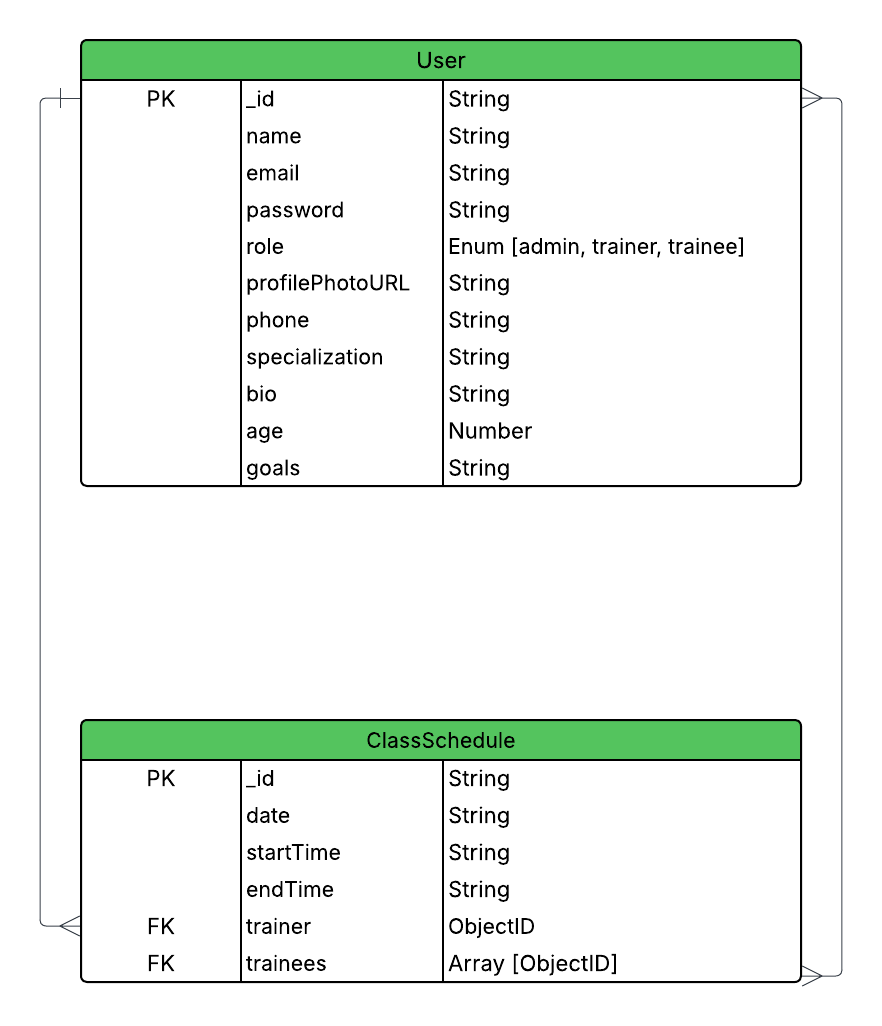 User
PK _id String
name String
email String
password String
role Enum [admin, trainer, trainee]
profilePhotoURL String
phone String
specialization String
bio String
age Number
goals String
ClassSchedule
PK _id String
date String
startTime String
endTime String
FK trainer ObjectID
FK trainees Array [ObjectID]